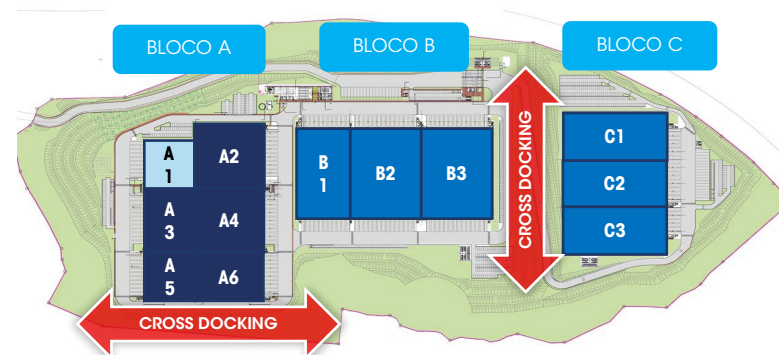 BLOCO A
BLOCO B
BLOCO C
A
1
A2
A
3
A4
A
5
A6
B
1
B2
B3
CROSS DOCKING
C1
C2
C3
CROSS DOCKING